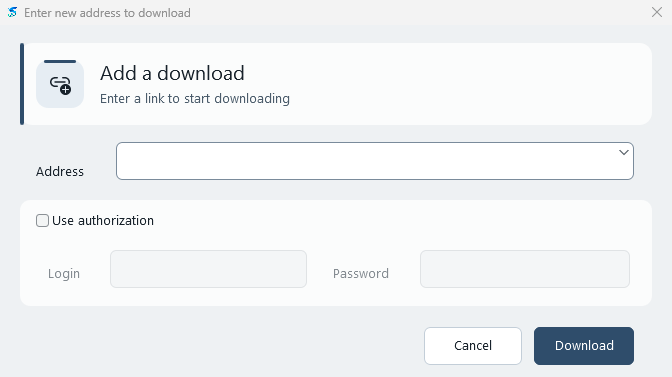 Enter new address to download
Add a download
Enter a link to start downloading
Address
Use authorization
Login
Password
Cancel
Download